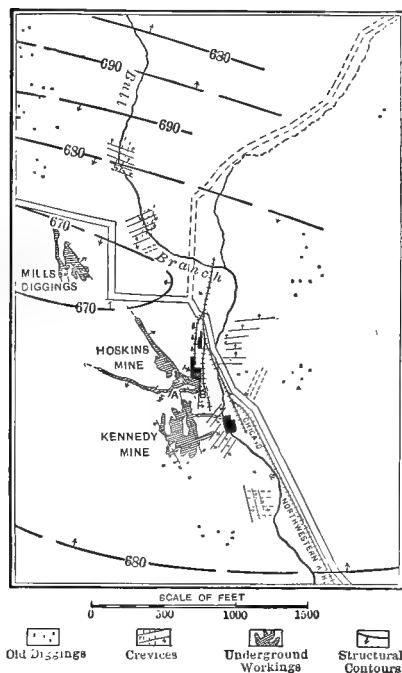 680
690
Bull
690
680
670
Branch
MILLS
DIGGINGS
670
HOSKINS
MINE
A
B
KENNEDY
MINE
CHICAGO
NORTHWESTERN R.R.
680
SCALE OF FEET
0 500 1000 1500
Old Diggings
Crevices
Underground
Workings
Structural
Contours